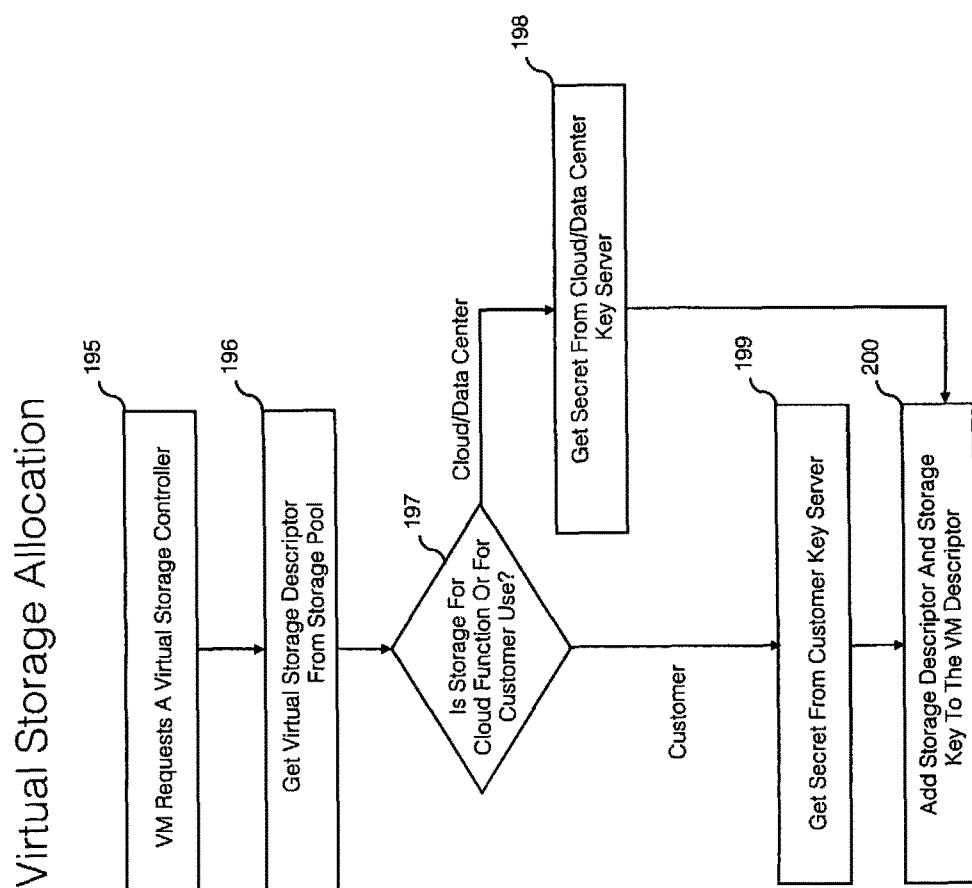 Virtual Storage Allocation
195
VM Requests A Virtual Storage Controller
196
Get Virtual Storage Descriptor
From Storage Pool
197
Is Storage For
Cloud Function Or For
Customer Use?
Cloud/Data Center
198
Get Secret From Cloud/Data Center
Key Server
Customer
199
Get Secret From Customer Key Server
200
Add Storage Descriptor And Storage
Key To The VM Descriptor